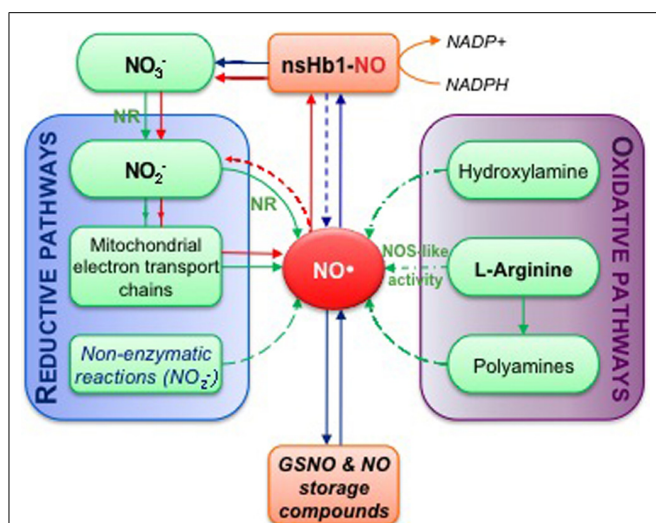 NO3-
nsHb1-NO
NADP+
NADPH
NR
REDUCTIVE PATHWAYS
NO2-
NR
Mitochondrial
electron transport
chains
Non-enzymatic
reactions (NO2-)
NO•
NOS-like
activity
OXIDATIVE PATHWAYS
Hydroxylamine
L-Arginine
Polyamines
GSNO & NO
storage
compounds